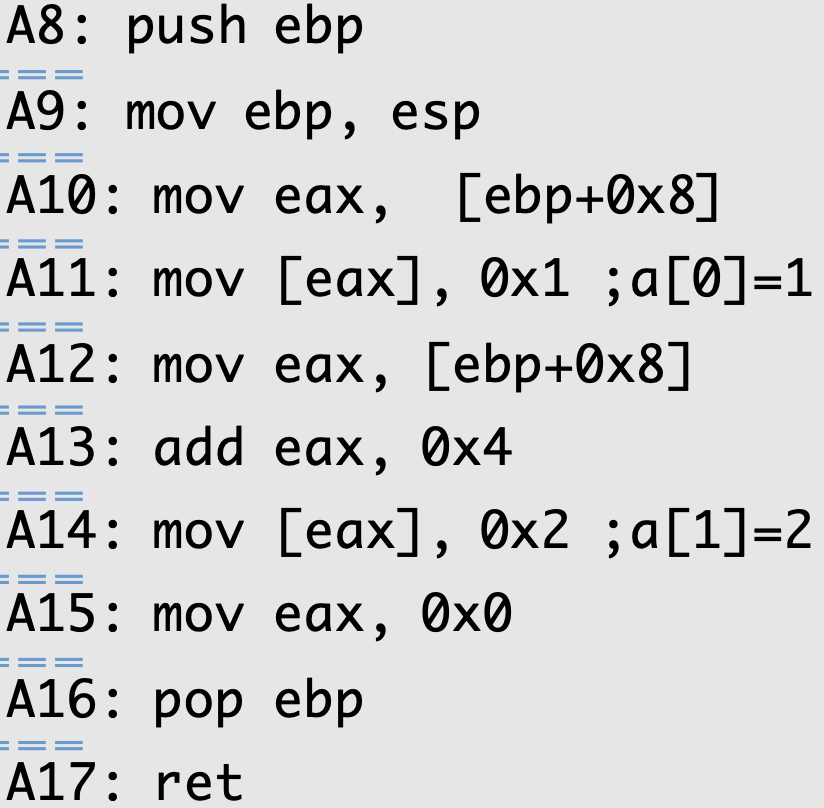 A8: push ebp
A9: mov ebp, esp
A10: mov eax,  [ebp+0x8]
A11: mov [eax], 0x1 ;a[0]=1
A12: mov eax, [ebp+0x8]
A13: add eax, 0x4
A14: mov [eax], 0x2 ;a[1]=2
A15: mov eax, 0x0
A16: pop ebp
A17: ret